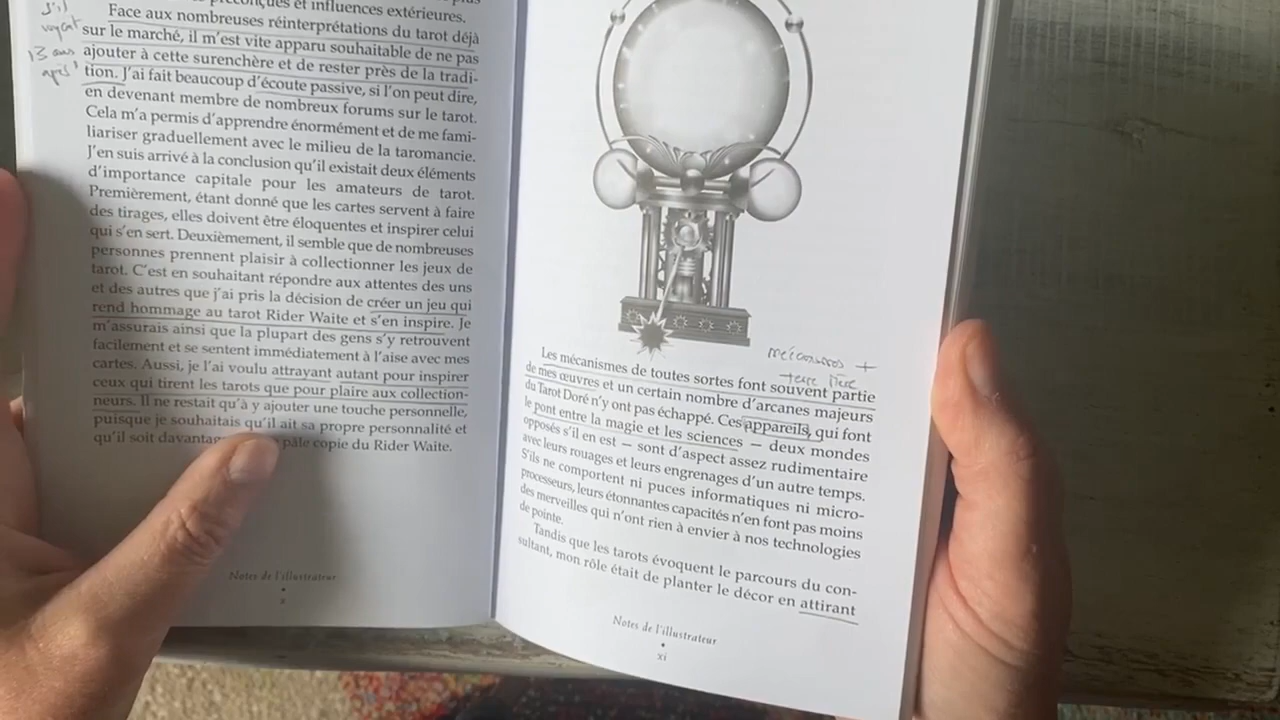 s'il
voyait
13 ans
après !
et influences extérieures.
Face aux nombreuses réinterprétations du tarot déjà
sur le marché, il m'est vite apparu souhaitable de ne pas
ajouter à cette surenchère et de rester près de la tradi-
tion. J'ai fait beaucoup d'écoute passive, si l'on peut dire,
en devenant membre de nombreux forums sur le tarot.
Cela m'a permis d'apprendre énormément et de me fami-
liariser graduellement avec le milieu de la taromancie.
J'en suis arrivé à la conclusion qu'il existait deux éléments
d'importance capitale pour les amateurs de tarot.
Premièrement, étant donné que les cartes servent à faire
des tirages, elles doivent être éloquentes et inspirer celui
qui s'en sert. Deuxièmement, il semble que de nombreuses
personnes prennent plaisir à collectionner les jeux de
tarot. C'est en souhaitant répondre aux attentes des uns
et des autres que j'ai pris la décision de créer un jeu qui
rend hommage au tarot Rider Waite et s'en inspire. Je
m'assurais ainsi que la plupart des gens s'y retrouvent
facilement et se sentent immédiatement à l'aise avec mes
cartes. Aussi, je l'ai voulu attrayant autant pour inspirer
ceux qui tirent les tarots que pour plaire aux collection-
neurs. Il ne restait qu'à y ajouter une touche personnelle,
puisque je souhaitais qu'il ait sa propre personnalité et
qu'il soit pâle copie du Rider Waite.
Notes de l'illustrateur
x
mécanismes +
Les mécanismes de toutes sortes font souvent partie
de mes œuvres et un certain nombre d'arcanes majeurs
du Tarot Doré n'y ont pas échappé. Ces appareils, qui font
le pont entre la magie et les sciences — deux mondes
opposés s'il en est — sont d'aspect assez rudimentaire
avec leurs rouages et leurs engrenages d'un autre temps.
S'ils ne comportent ni puces informatiques ni micro-
processeurs, leurs étonnantes capacités n'en font pas moins
des merveilles qui n'ont rien à envier à nos technologies
de pointe.
Tandis que les tarots évoquent le parcours du con-
sultant, mon rôle était de planter le décor en attirant
Notes de l'illustrateur
xi